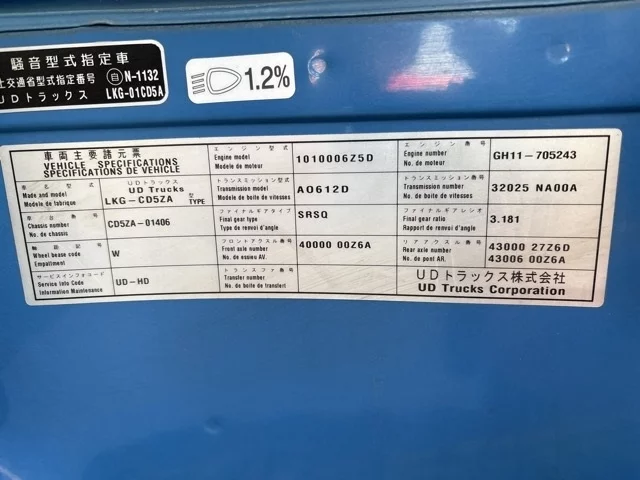 騒音型式指定車
土交通省型式指定番号 自 N-1132
UDトラックス LKG-01CD5A
1.2%
車両主要諸元票
VEHICLE SPECIFICATIONS
SPECIFICATIONS DE VEHICLE
エンジン型式
Engine model
Modele de moteur
1010006Z5D
エンジン番号
Engine number
No. de moteur
GH11-705243
車名型式
Made and model
Modele de fabrique
UDトラックス
UD Trucks
LKG-CD5ZA
型
TYPE
トランスミッション型式
Transmission model
Modele de boite de vitesses
AO612D
トランスミッション番号
Transmission number
No. de boite de vitesses
32025 NA00A
車台番号
Chassis number
No. de chassis
CD5ZA-01406
ファイナルギアタイプ
Final gear type
Type de renvoi d'angle
SRSQ
ファイナルギアレシオ
Final gear ratio
Rapport de renvoi d'angle
3.181
軸距記号
Wheel base code
Empattement
W
フロントアクスル番号
Front axle number
No. de essieu AV.
40000 00Z6A
リアアクスル番号
Rear axle number
No. de pont AR.
43000 27Z6D
43006 00Z6A
サービスインフォコード
Service Info Code
Information Maintenance
UD-HD
トランスファ番号
Transfer number
No. de boite de transfert
UDトラックス株式会社
UD Trucks Corporation